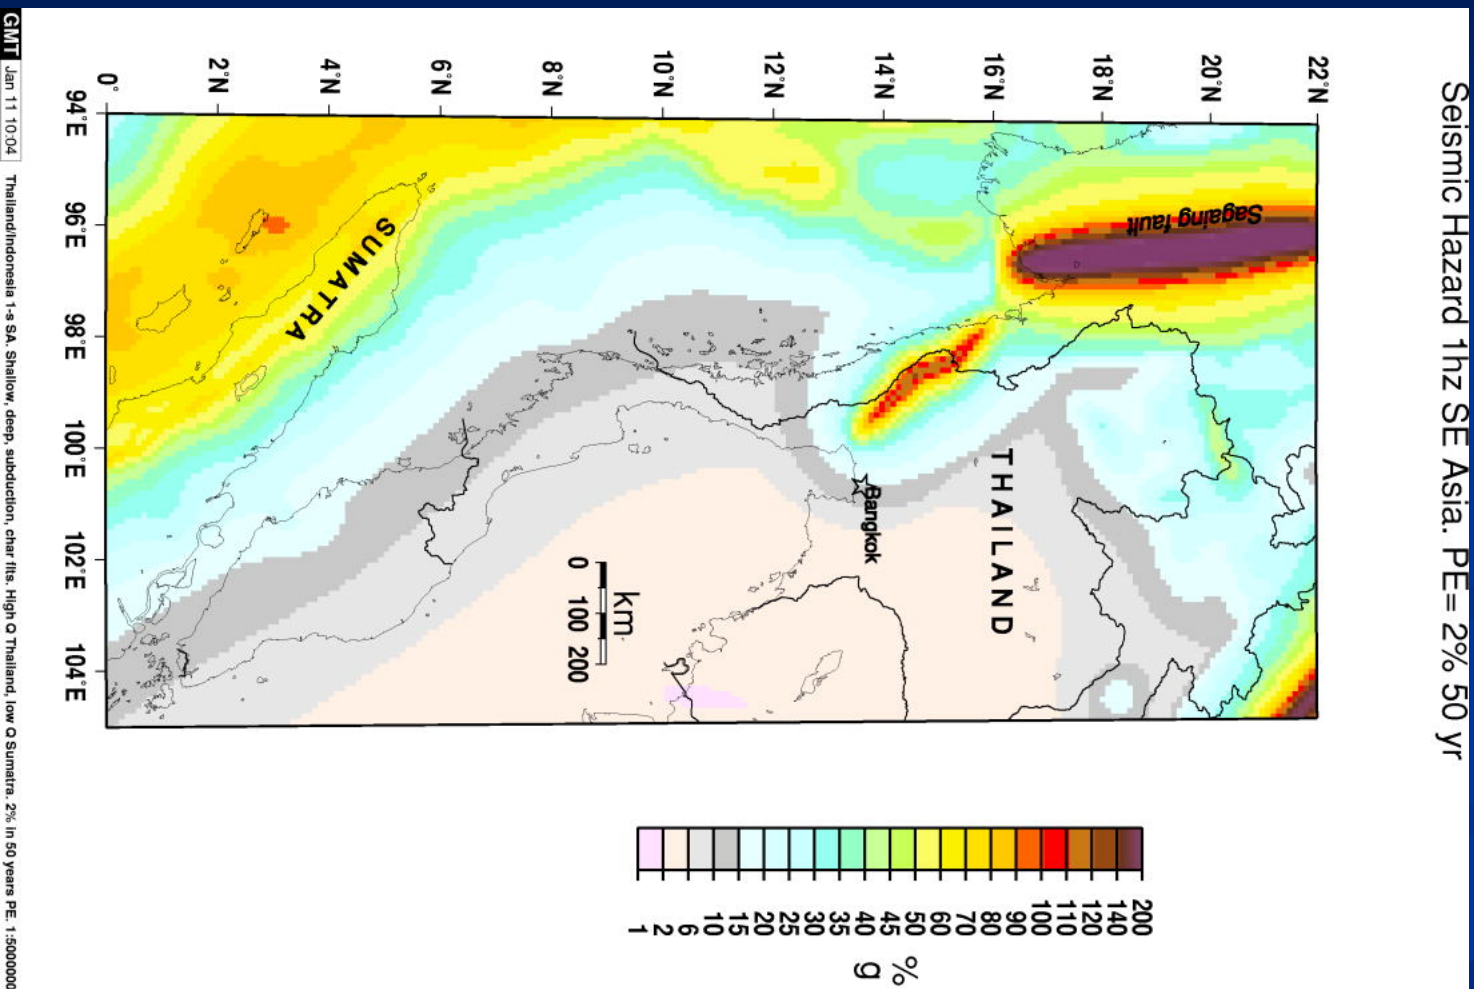 Seismic Hazard 1hz SE Asia. PE= 2% 50 yr
22°N
20°N
18°N
16°N
14°N
12°N
10°N
8°N
6°N
4°N
2°N
0°
94°E
96°E
98°E
100°E
102°E
104°E
Sagaing fault
SUMATRA
THAILAND
Bangkok
km
0 100 200
1 2 6 10 15 20 25 30 35 40 45 50 60 70 80 90 100 110 120 140 200
% g
GMT Jan 11 10:04 Thailand/Indonesia 1-s SA. Shallow, deep, subduction, char flts. High Q Thailand, low Q Sumatra. 2% in 50 years PE. 1:5000000